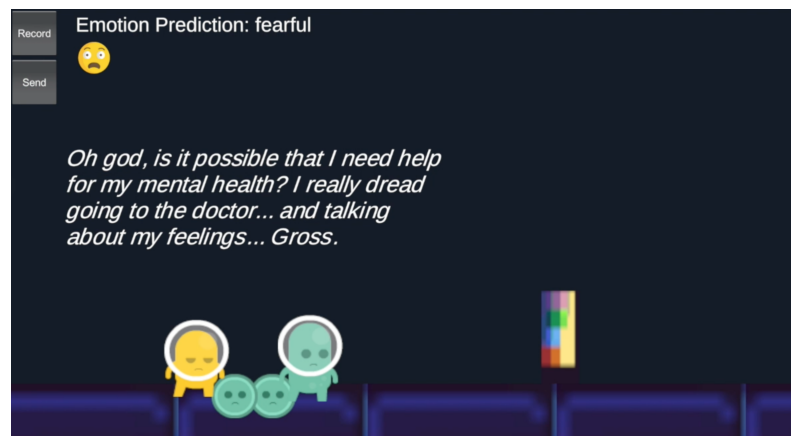 Record
Emotion Prediction: fearful
Send
Oh god, is it possible that I need help
for my mental health? I really dread
going to the doctor... and talking
about my feelings... Gross.